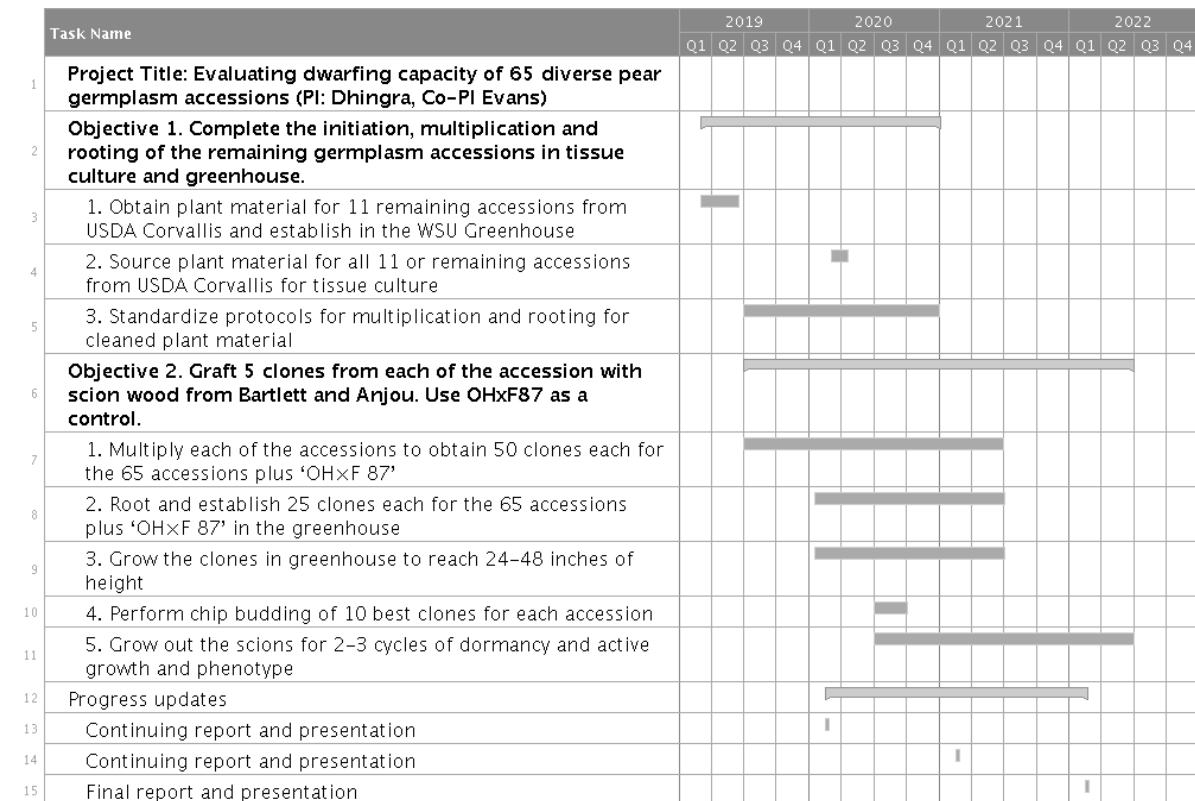 Task Name
2019 2020 2021 2022
Q1 Q2 Q3 Q4 Q1 Q2 Q3 Q4 Q1 Q2 Q3 Q4 Q1 Q2 Q3 Q4
1
Project Title: Evaluating dwarfing capacity of 65 diverse pear
germplasm accessions (PI: Dhingra, Co-PI Evans)
2
Objective 1. Complete the initiation, multiplication and
rooting of the remaining germplasm accessions in tissue
culture and greenhouse.
3
1. Obtain plant material for 11 remaining accessions from
USDA Corvallis and establish in the WSU Greenhouse
4
2. Source plant material for all 11 or remaining accessions
from USDA Corvallis for tissue culture
5
3. Standardize protocols for multiplication and rooting for
cleaned plant material
6
Objective 2. Graft 5 clones from each of the accession with
scion wood from Bartlett and Anjou. Use OHxF87 as a
control.
7
1. Multiply each of the accessions to obtain 50 clones each for
the 65 accessions plus ‘OH×F 87’
8
2. Root and establish 25 clones each for the 65 accessions
plus ‘OH×F 87’ in the greenhouse
9
3. Grow the clones in greenhouse to reach 24-48 inches of
height
10
4. Perform chip budding of 10 best clones for each accession
11
5. Grow out the scions for 2-3 cycles of dormancy and active
growth and phenotype
12
Progress updates
13
Continuing report and presentation
14
Continuing report and presentation
15
Final report and presentation